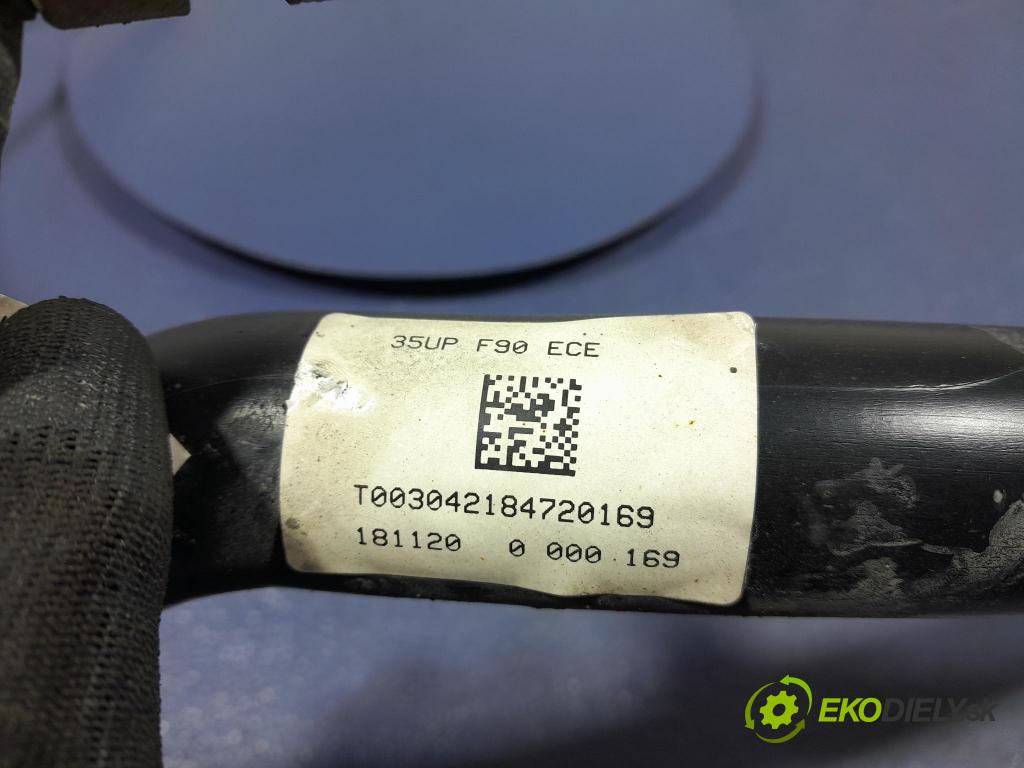 35UP F90 ECE
T003042184720169
181120 0 000 169
EKODIELY.sk